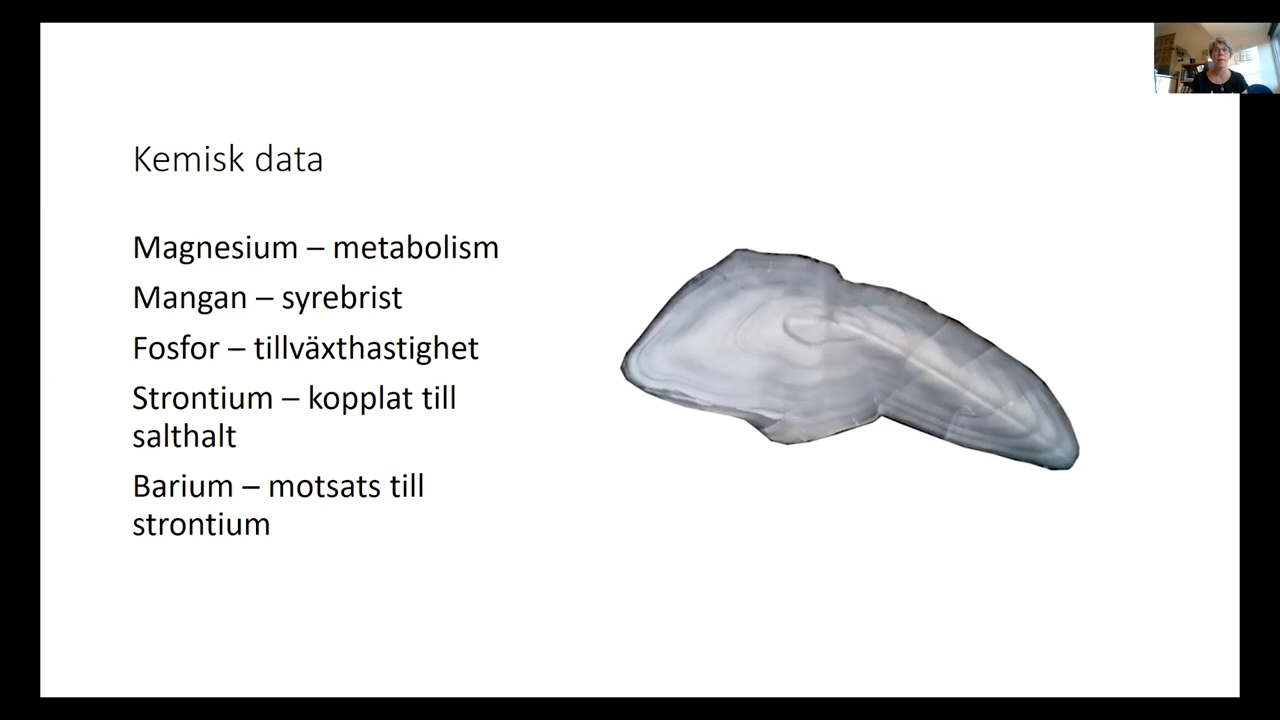 Kemisk data
Magnesium – metabolism
Mangan – syrebrist
Fosfor – tillväxthastighet
Strontium – kopplat till
salthalt
Barium – motsats till
strontium